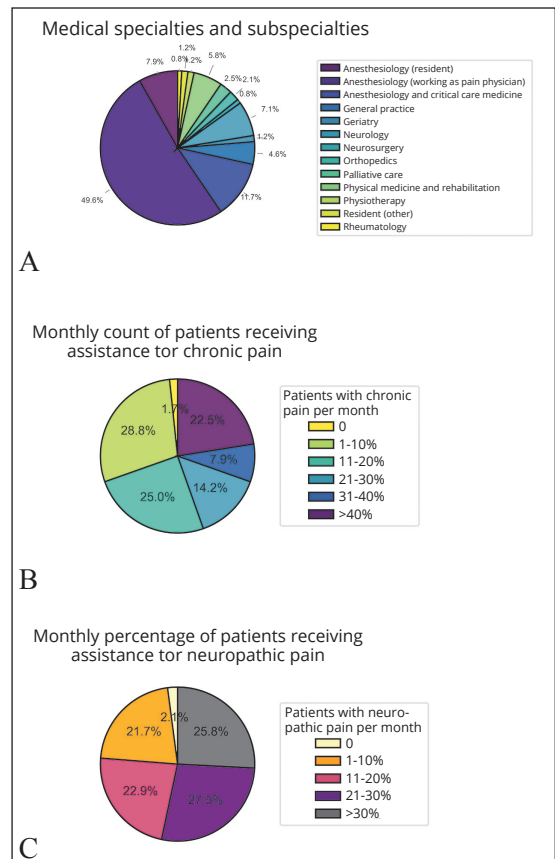 Medical specialties and subspecialties
1.2%
7.9%
0.8%
1.2%
5.8%
2.5%
2.1%
0.8%
7.1%
1.2%
4.6%
11.7%
49.6%
Anesthesiology (resident)
Anesthesiology (working as pain physician)
Anesthesiology and critical care medicine
General practice
Geriatry
Neurology
Neurosurgery
Orthopedics
Palliative care
Physical medicine and rehabilitation
Physiotherapy
Resident (other)
Rheumatology
A
Monthly count of patients receiving
assistance tor chronic pain
1.7%
22.5%
28.8%
7.9%
14.2%
25.0%
Patients with chronic
pain per month
0
1-10%
11-20%
21-30%
31-40%
>40%
B
Monthly percentage of patients receiving
assistance tor neuropathic pain
2.1%
25.8%
21.7%
22.9%
27.5%
Patients with neuro-
pathic pain per month
0
1-10%
11-20%
21-30%
>30%
C